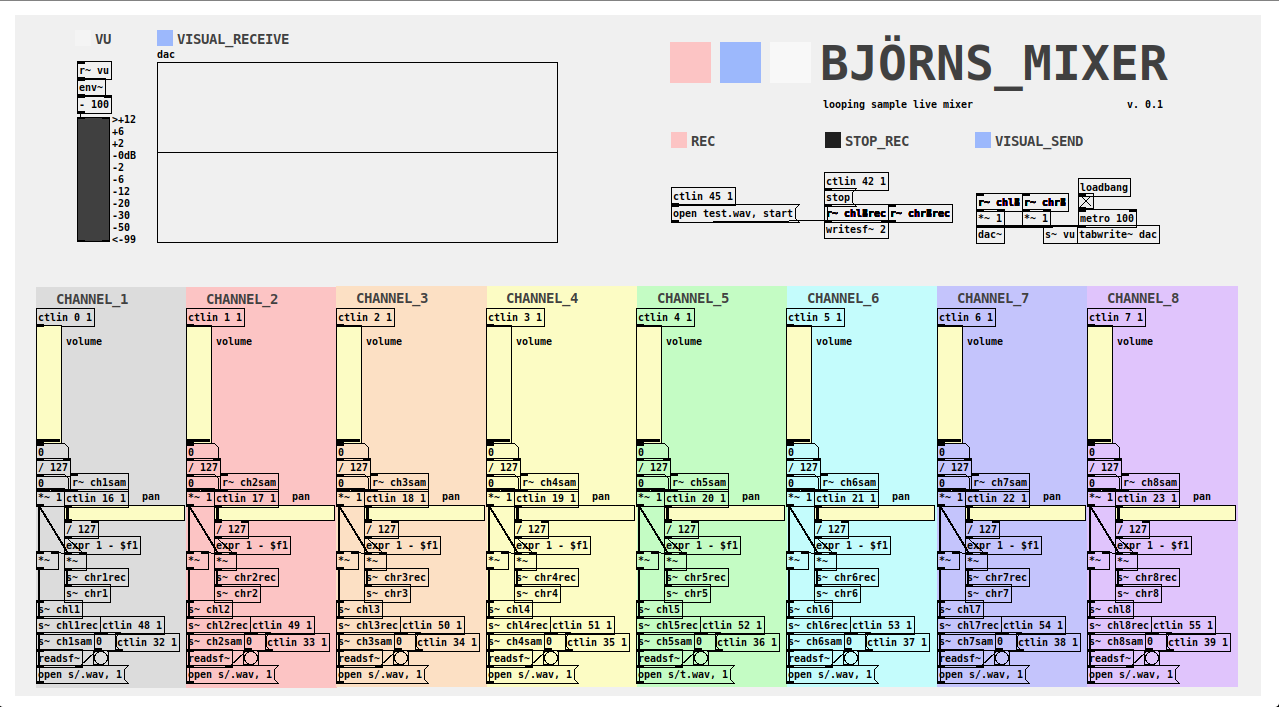 VU
VISUAL_RECEIVE
BJÖRNS_MIXER
dac
looping sample live mixer
v. 0.1
r~ vu
env~
- 100
>+12
+6
+2
-0dB
-2
-6
-12
-20
-30
-50
<-99
REC
STOP_REC
VISUAL_SEND
ctlin 45 1
open test.wav, start
ctlin 42 1
stop
writesf~ 2
loadbang
*~ 1
*~ 1
metro 100
dac~
s~ vu
tabwrite~ dac
CHANNEL_1 CHANNEL_2 CHANNEL_3 CHANNEL_4 CHANNEL_5 CHANNEL_6 CHANNEL_7 CHANNEL_8
ctlin 0 1 ctlin 1 1 ctlin 2 1 ctlin 3 1 ctlin 4 1 ctlin 5 1 ctlin 6 1 ctlin 7 1
volume volume volume volume volume volume volume volume
0 0 0 0 0 0 0 0
/ 127 / 127 / 127 / 127 / 127 / 127 / 127 / 127
0 r~ ch1sam 0 r~ ch2sam 0 r~ ch3sam 0 r~ ch4sam 0 r~ ch5sam 0 r~ ch6sam 0 r~ ch7sam 0 r~ ch8sam
*~ 1 ctlin 16 1 pan *~ 1 ctlin 17 1 pan *~ 1 ctlin 18 1 pan *~ 1 ctlin 19 1 pan *~ 1 ctlin 20 1 pan *~ 1 ctlin 21 1 pan *~ 1 ctlin 22 1 pan *~ 1 ctlin 23 1 pan
/ 127 / 127 / 127 / 127 / 127 / 127 / 127 / 127
expr 1 - $f1 expr 1 - $f1 expr 1 - $f1 expr 1 - $f1 expr 1 - $f1 expr 1 - $f1 expr 1 - $f1 expr 1 - $f1
*~ *~ *~ *~ *~ *~ *~ *~ *~ *~ *~ *~ *~ *~ *~ *~
s~ chr1rec s~ chr2rec s~ chr3rec s~ chr4rec s~ chr5rec s~ chr6rec s~ chr7rec s~ chr8rec
s~ chr1 s~ chr2 s~ chr3 s~ chr4 s~ chr5 s~ chr6 s~ chr7 s~ chr8
s~ chl1 s~ chl2 s~ chl3 s~ chl4 s~ chl5 s~ chl6 s~ chl7 s~ chl8
s~ chl1rec ctlin 48 1 s~ chl2rec ctlin 49 1 s~ chl3rec ctlin 50 1 s~ chl4rec ctlin 51 1 s~ chl5rec ctlin 52 1 s~ chl6rec ctlin 53 1 s~ chl7rec ctlin 54 1 s~ chl8rec ctlin 55 1
s~ ch1sam 0 ctlin 32 1 s~ ch2sam 0 ctlin 33 1 s~ ch3sam 0 ctlin 34 1 s~ ch4sam 0 ctlin 35 1 s~ ch5sam 0 ctlin 36 1 s~ ch6sam 0 ctlin 37 1 s~ ch7sam 0 ctlin 38 1 s~ ch8sam 0 ctlin 39 1
readsf~ readsf~ readsf~ readsf~ readsf~ readsf~ readsf~ readsf~
open s/.wav, 1 open s/.wav, 1 open s/.wav, 1 open s/.wav, 1 open s/t.wav, 1 open s/.wav, 1 open s/.wav, 1 open s/.wav, 1